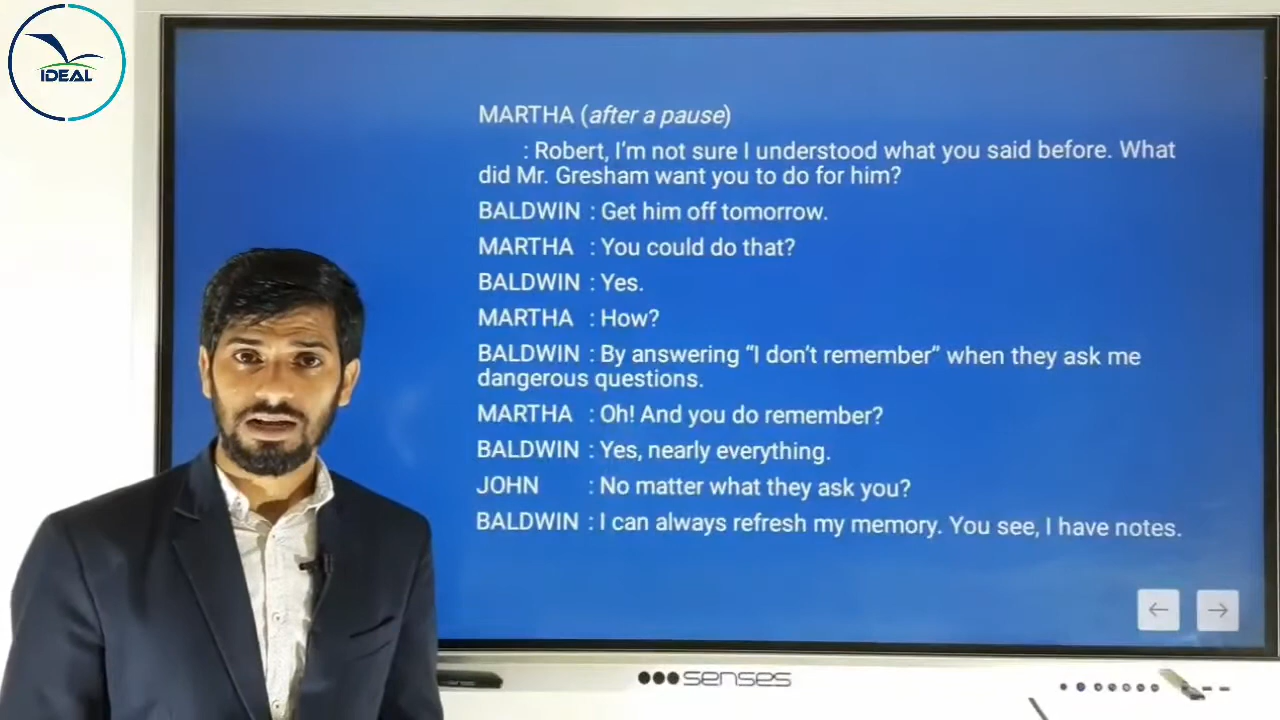 IDEAL
MARTHA (after a pause)
: Robert, I'm not sure I understood what you said before. What
did Mr. Gresham want you to do for him?
BALDWIN : Get him off tomorrow.
MARTHA : You could do that?
BALDWIN : Yes.
MARTHA : How?
BALDWIN : By answering “I don't remember” when they ask me
dangerous questions.
MARTHA : Oh! And you do remember?
BALDWIN : Yes, nearly everything.
JOHN : No matter what they ask you?
BALDWIN : I can always refresh my memory. You see, I have notes.
senses